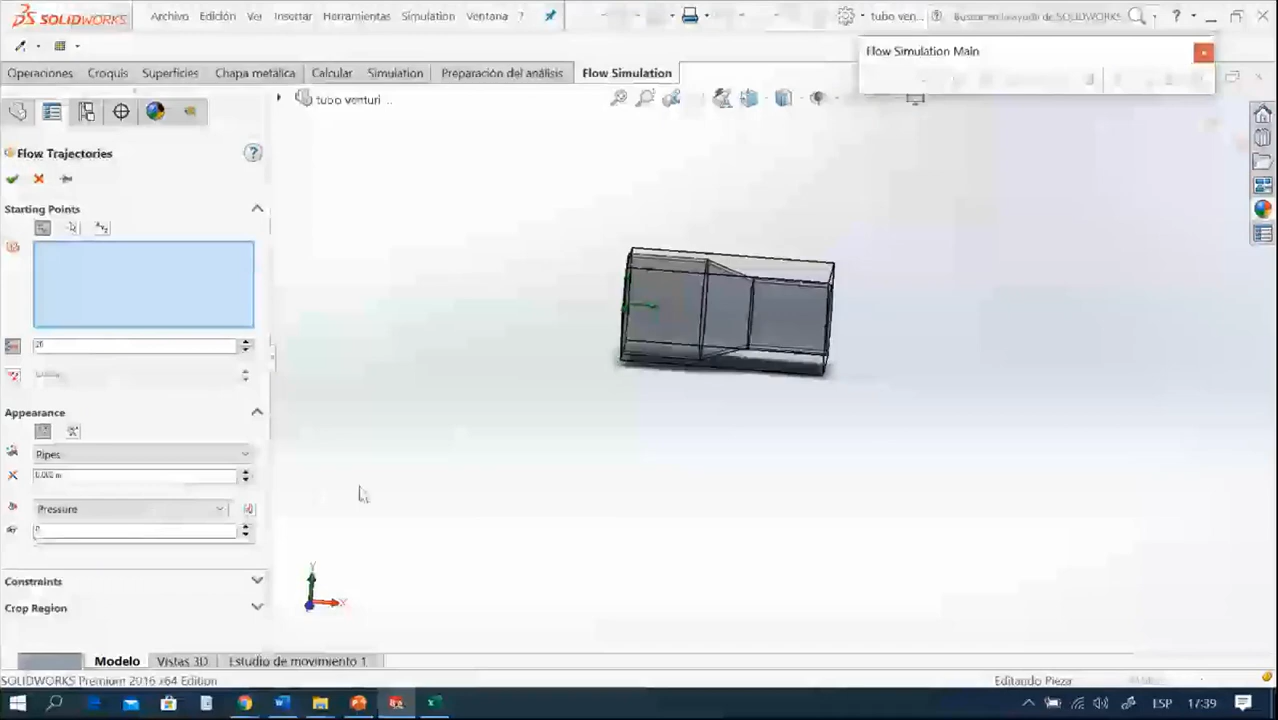 SOLIDWORKS
Archivo Edición Ver Insertar Herramientas Simulation Ventana ?
tubo ven...
Buscar en la ayuda de SOLIDWORKS
?
Flow Simulation Main
Operaciones Croquis Superficies Chapa metálica Calcular Simulation Preparación del análisis Flow Simulation
tubo venturi ...
Flow Trajectories
?
Starting Points
20
Appearance
Pipes
Pressure
0
Constraints
Crop Region
Y
X
Modelo Vistas 3D Estudio de movimiento 1
SOLIDWORKS Premium 2016 x64 Edition
Editando Pieza
ESP 17:39